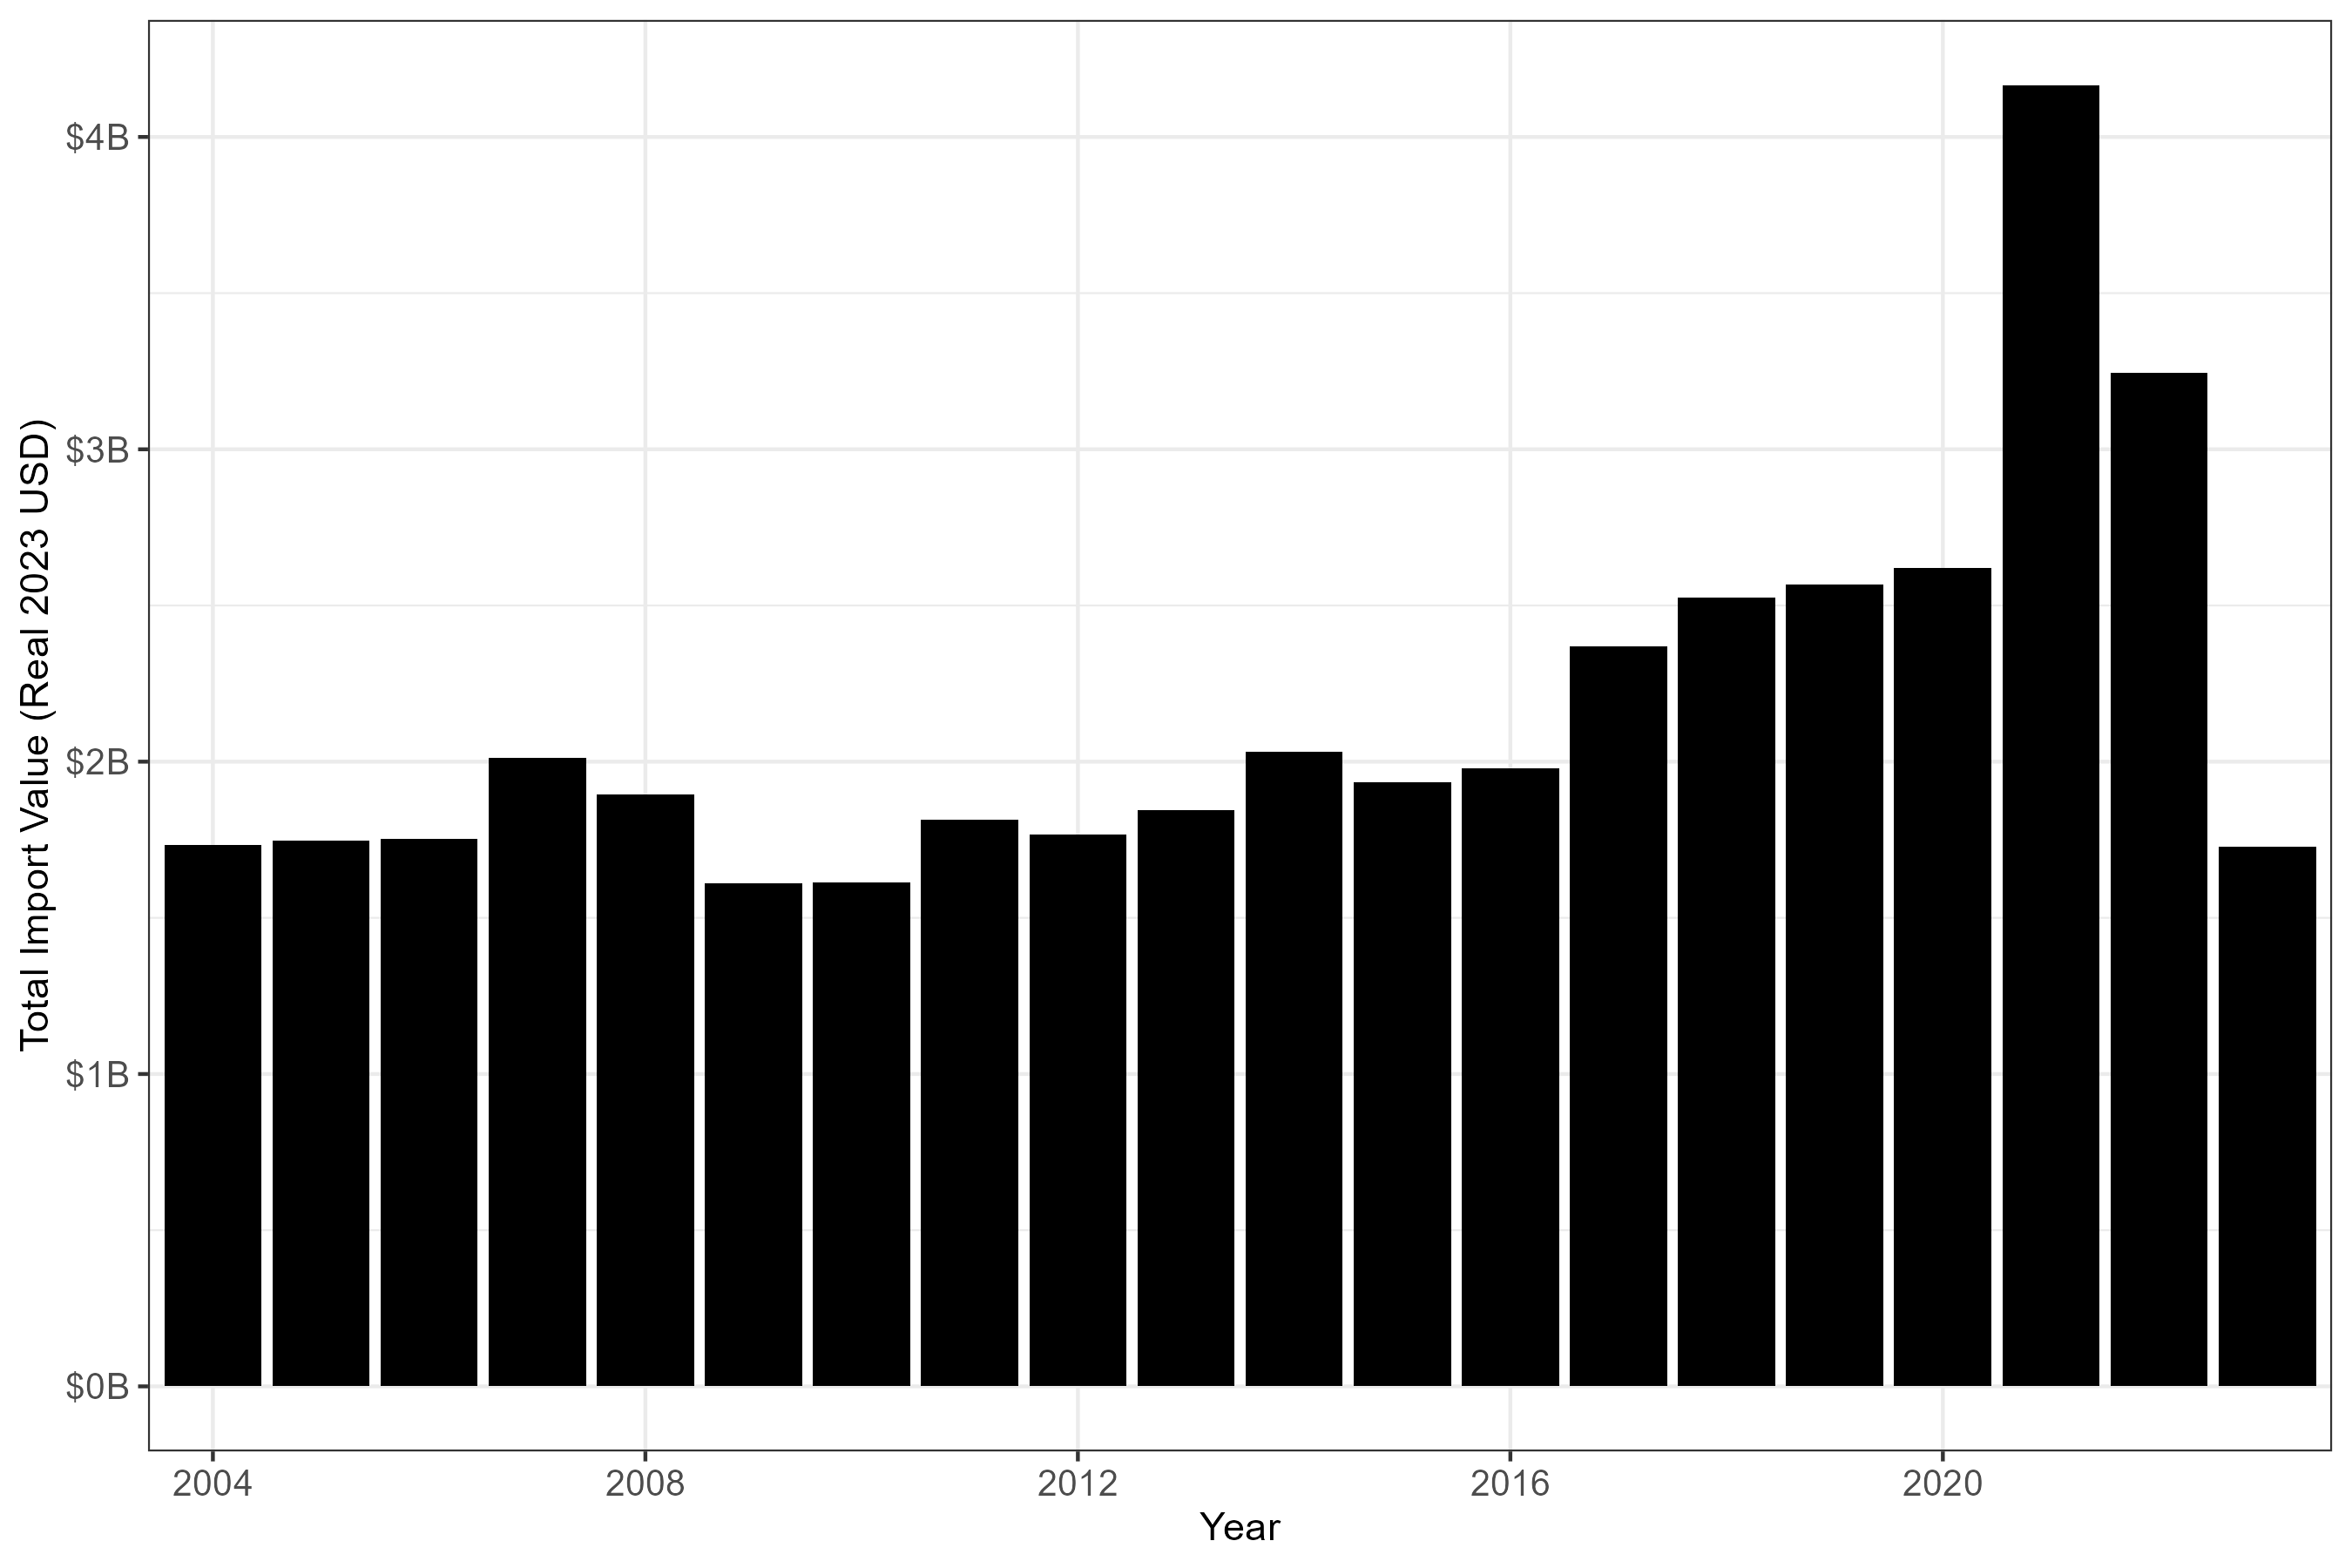 Total Import Value (Real 2023 USD)
$4B
$3B
$2B
$1B
$0B
2004 2008 2012 2016 2020
Year